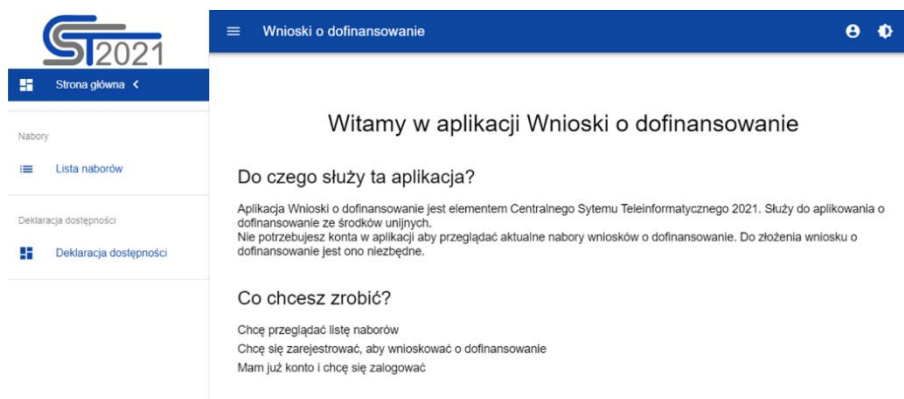 CST2021
Wnioski o dofinansowanie
Strona główna
Nabory
Lista naborów
Deklaracja dostępności
Deklaracja dostępności
Witamy w aplikacji Wnioski o dofinansowanie
Do czego służy ta aplikacja?
Aplikacja Wnioski o dofinansowanie jest elementem Centralnego Sytemu Teleinformatycznego 2021. Służy do aplikowania o
dofinansowanie ze środków unijnych.
Nie potrzebujesz konta w aplikacji aby przeglądać aktualne nabory wniosków o dofinansowanie. Do złożenia wniosku o
dofinansowanie jest ono niezbędne.
Co chcesz zrobić?
Chcę przeglądać listę naborów
Chcę się zarejestrować, aby wnioskować o dofinansowanie
Mam już konto i chcę się zalogować